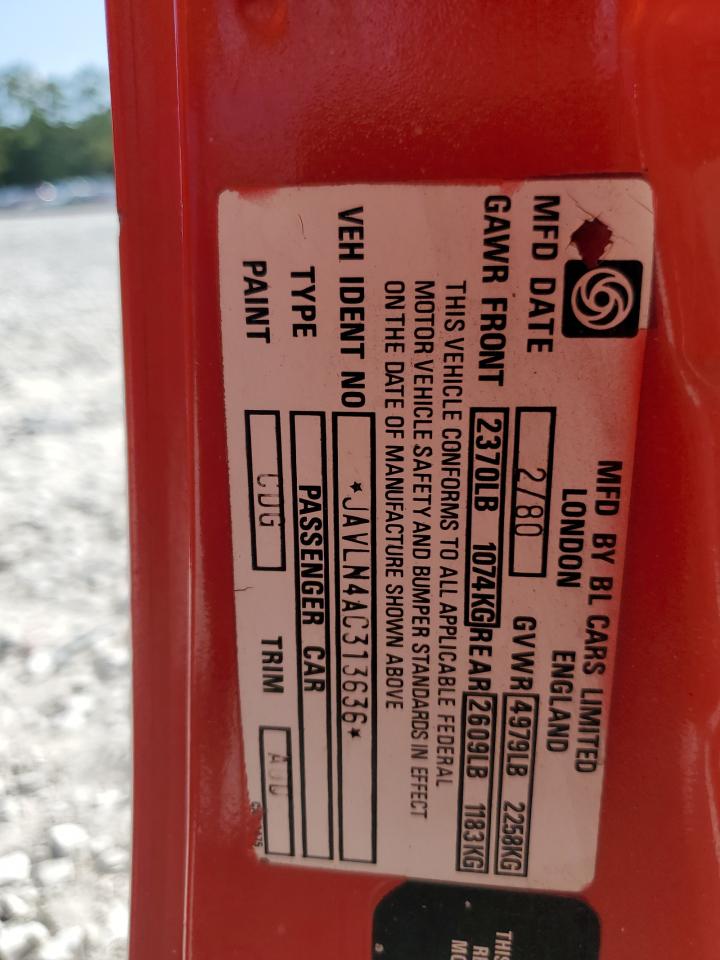 MFD BY BL CARS LIMITED
LONDON ENGLAND
MFD DATE 2/80 GVWR 4979LB 2258KG
GAWR FRONT 2370LB 1074KG REAR 2609LB 1183KG
THIS VEHICLE CONFORMS TO ALL APPLICABLE FEDERAL
MOTOR VEHICLE SAFETY AND BUMPER STANDARDS IN EFFECT
ON THE DATE OF MANUFACTURE SHOWN ABOVE
VEH IDENT NO *JAVLN4AC313636*
TYPE PASSENGER CAR
PAINT CDG TRIM
THIS